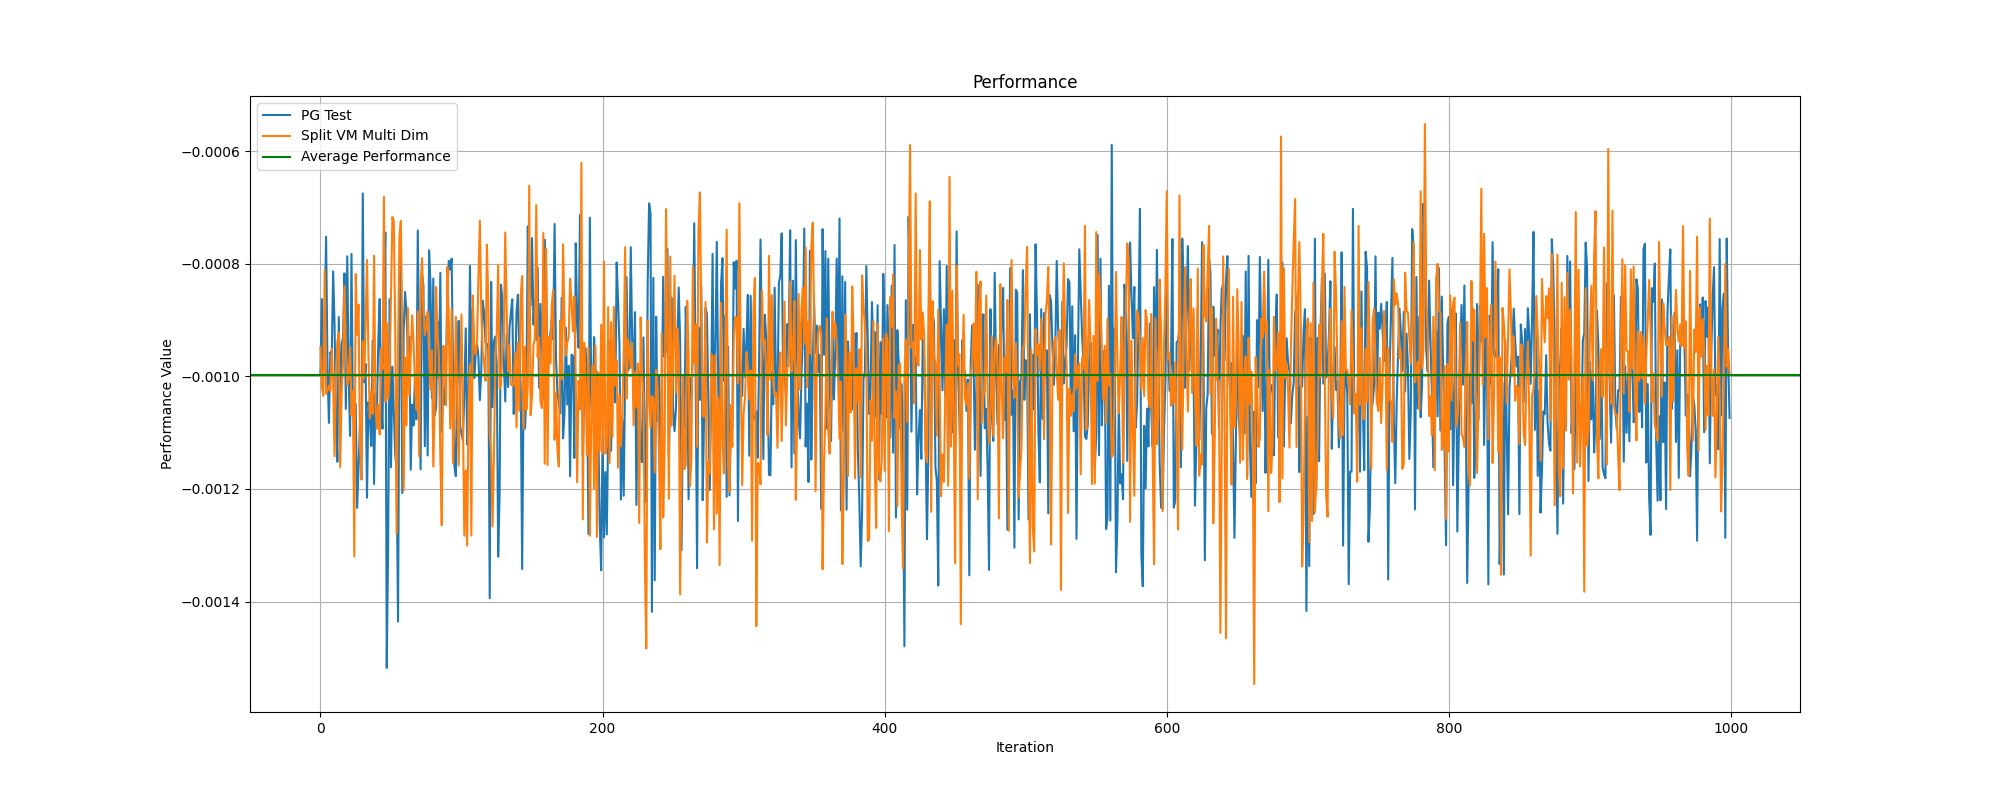 Performance
PG Test
Split VM Multi Dim
Average Performance
−0.0006
−0.0008
−0.0010
−0.0012
−0.0014
Performance Value
0
200
400
600
800
1000
Iteration